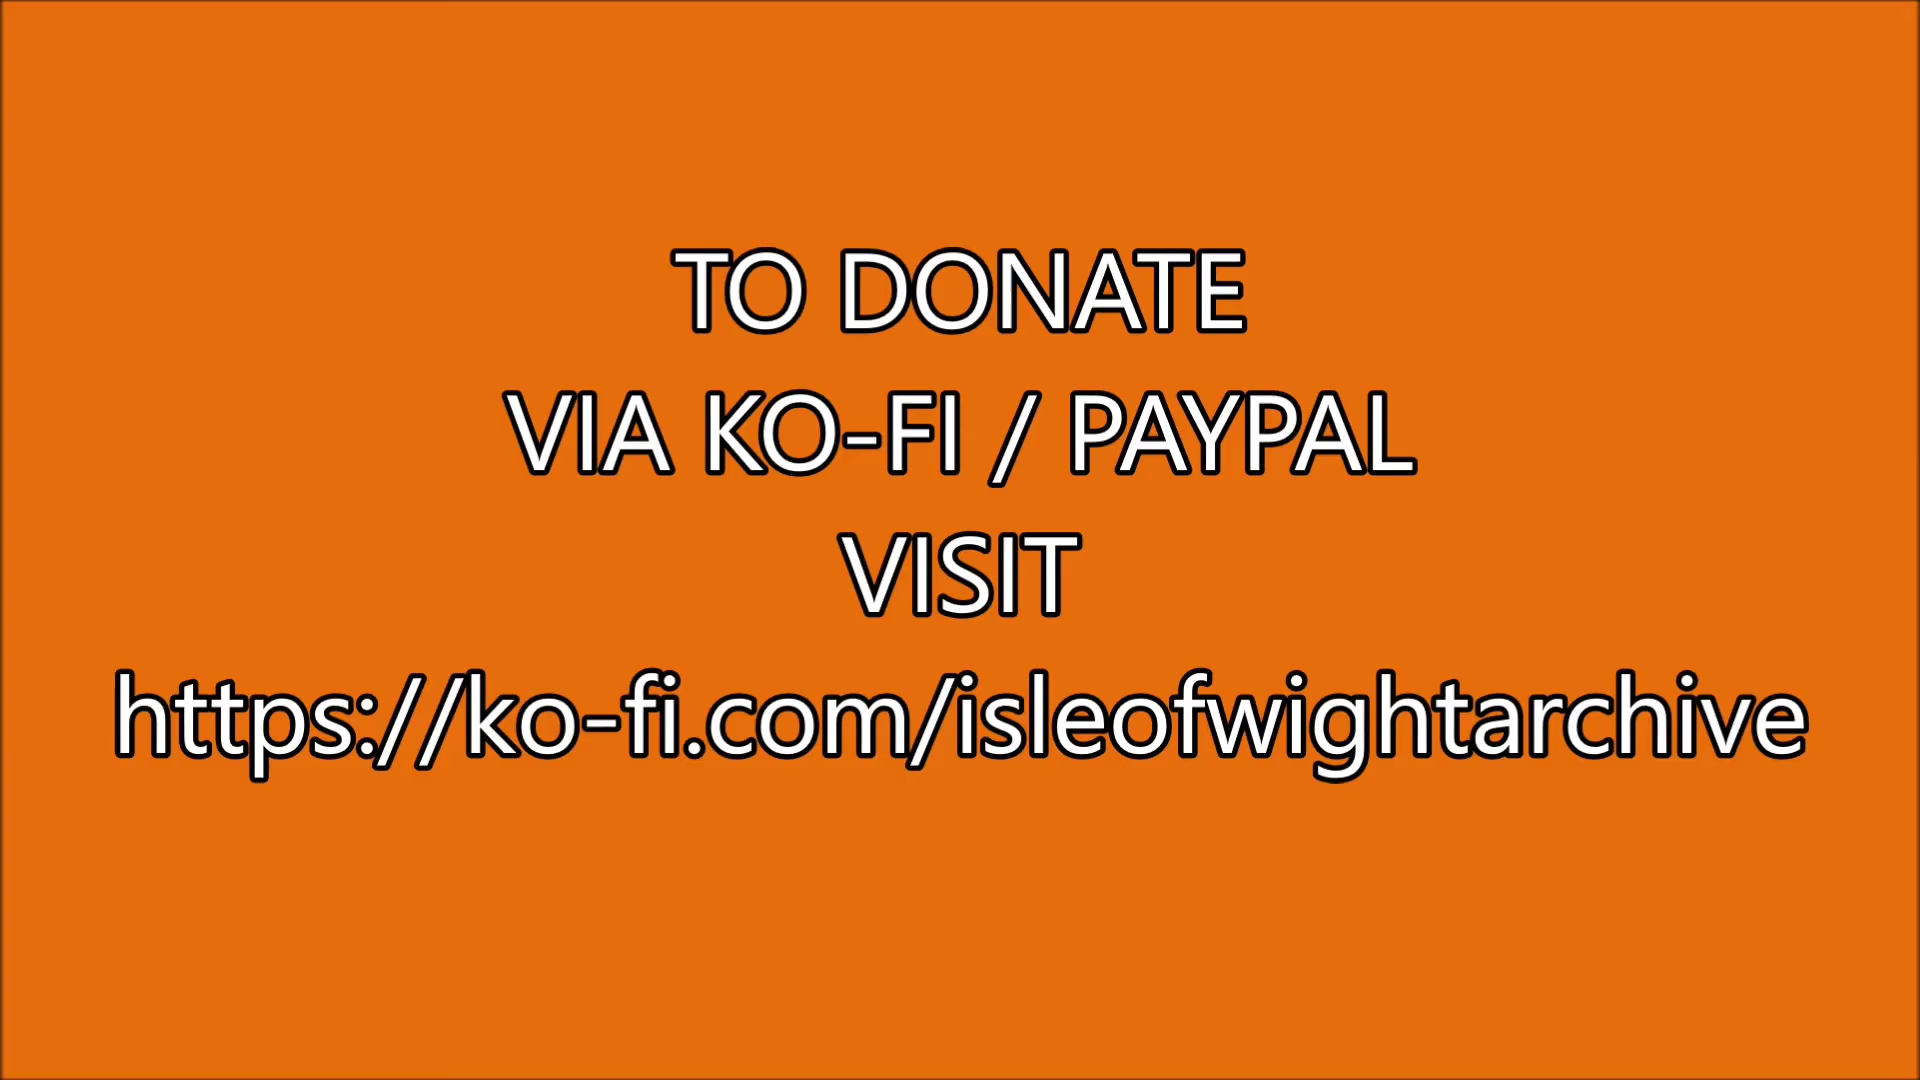 TO DONATE
VIA KO-FI / PAYPAL
VISIT
https://ko-fi.com/isleofwightarchive